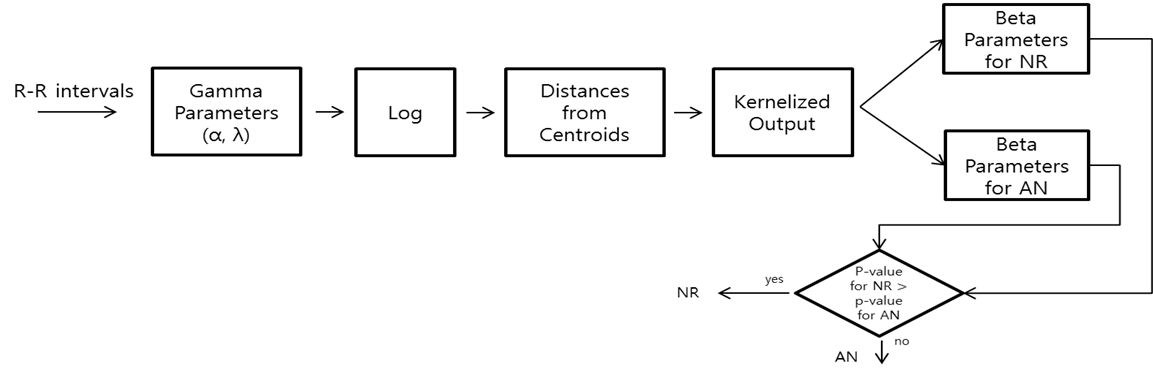 R-R intervals
Gamma
Parameters
(α, λ)
Log
Distances
from
Centroids
Kernelized
Output
Beta
Parameters
for NR
Beta
Parameters
for AN
P-value
for NR >
p-value
for AN
yes
NR
no
AN